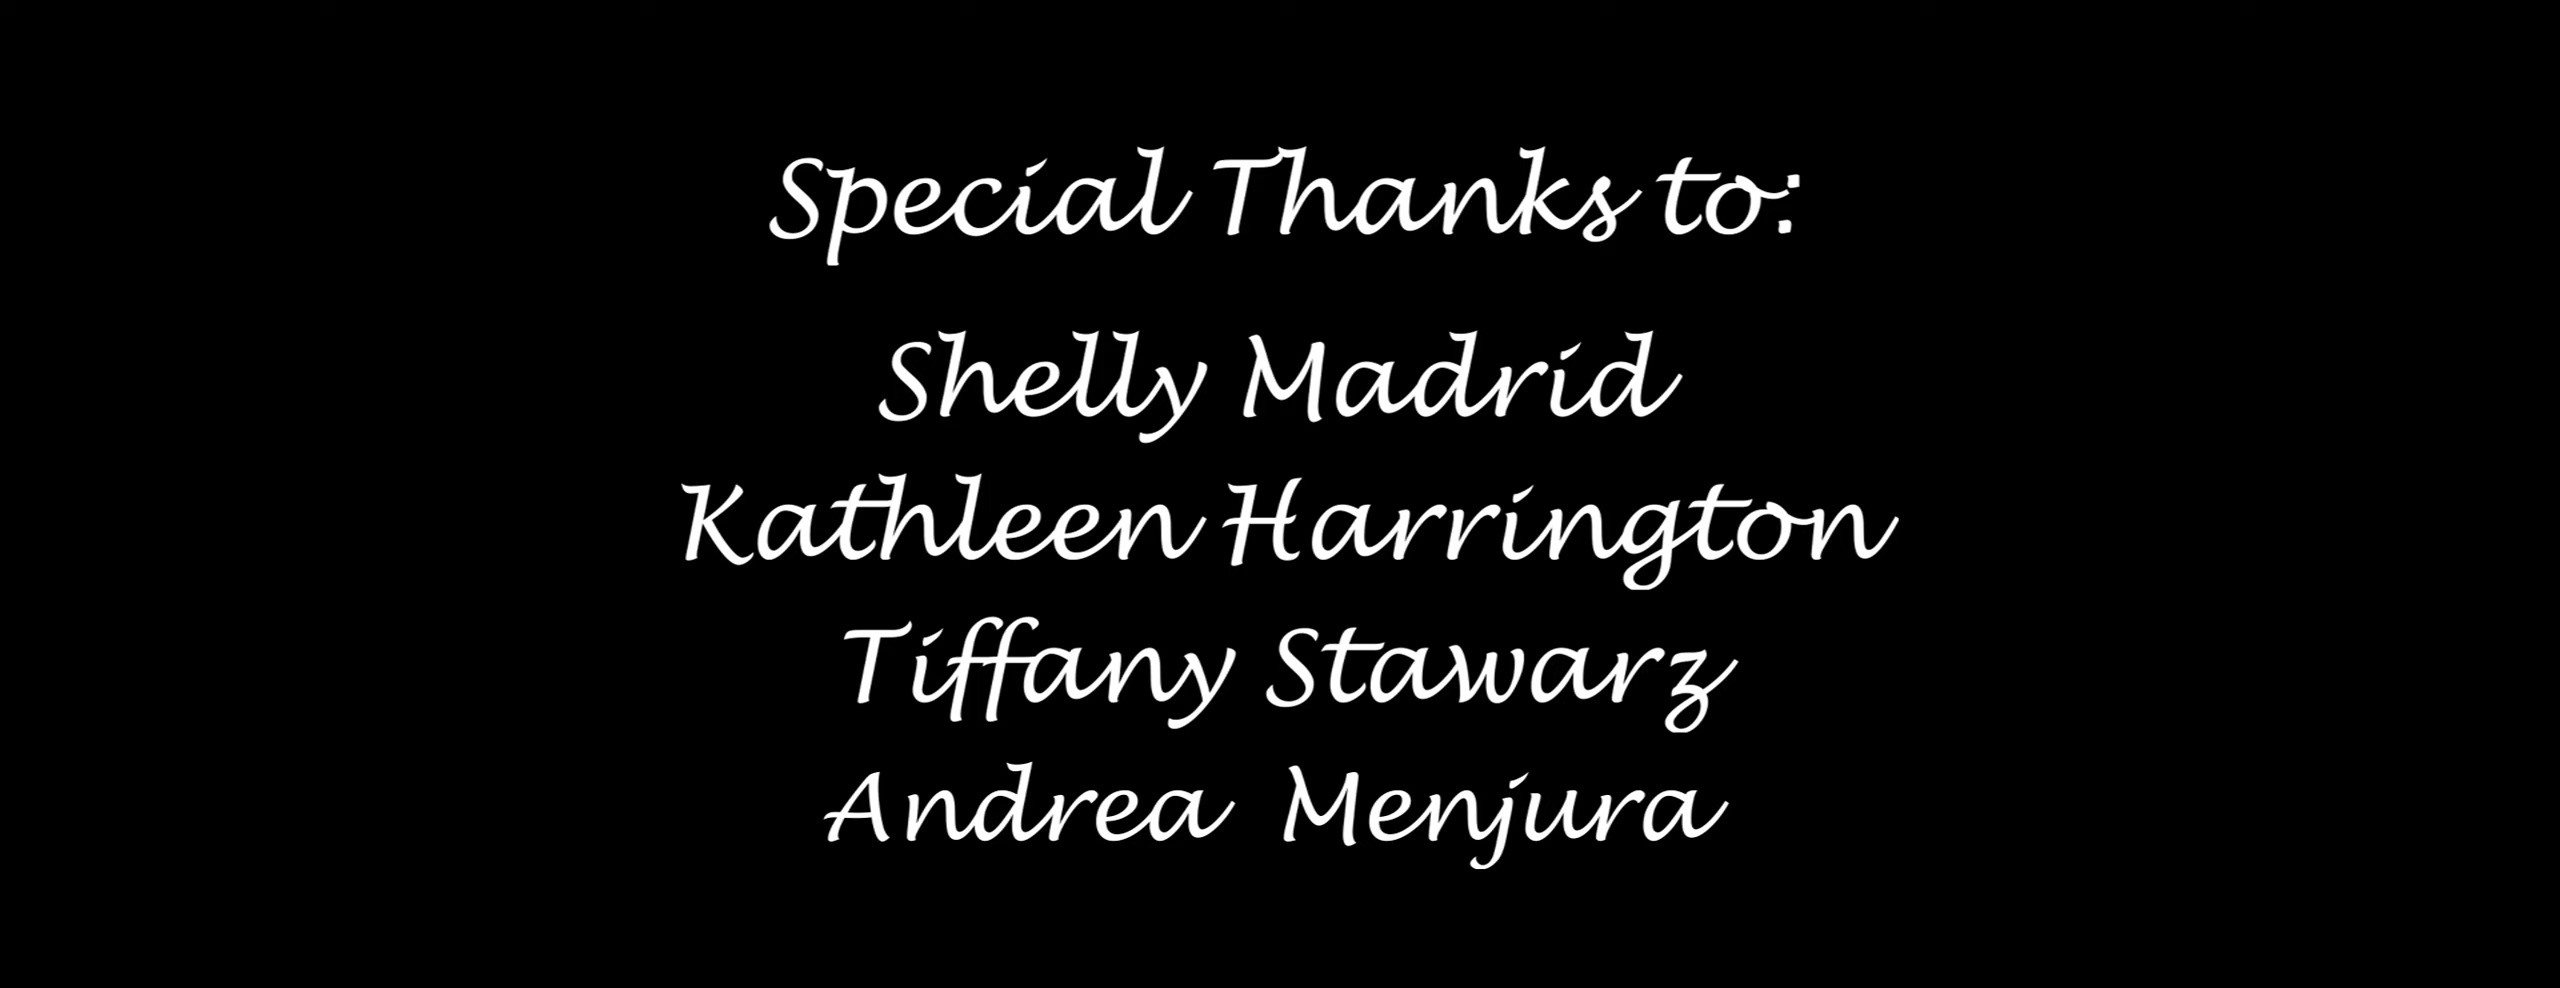 Special Thanks to:
Shelly Madrid
Kathleen Harrington
Tiffany Stawarz
Andrea Menjura